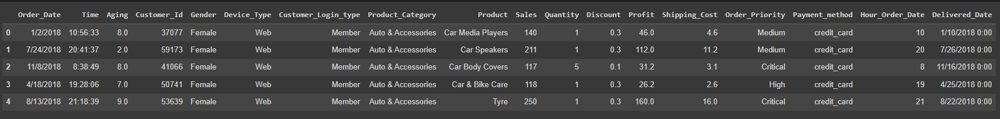 Order_Date Time Aging Customer_Id Gender Device_Type Customer_Login_type Product_Category Product Sales Quantity Discount Profit Shipping_Cost Order_Priority Payment_method Hour_Order_Date Delivered_Date
0 1/2/2018 10:56:33 8.0 37077 Female Web Member Auto & Accessories Car Media Players 140 1 0.3 46.0 4.6 Medium credit_card 10 1/10/2018 0:00
1 7/24/2018 20:41:37 2.0 59173 Female Web Member Auto & Accessories Car Speakers 211 1 0.3 112.0 11.2 Medium credit_card 20 7/26/2018 0:00
2 11/8/2018 8:38:49 8.0 41066 Female Web Member Auto & Accessories Car Body Covers 117 5 0.1 31.2 3.1 Critical credit_card 8 11/16/2018 0:00
3 4/18/2018 19:28:06 7.0 50741 Female Web Member Auto & Accessories Car & Bike Care 118 1 0.3 26.2 2.6 High credit_card 19 4/25/2018 0:00
4 8/13/2018 21:18:39 9.0 53639 Female Web Member Auto & Accessories Tyre 250 1 0.3 160.0 16.0 Critical credit_card 21 8/22/2018 0:00